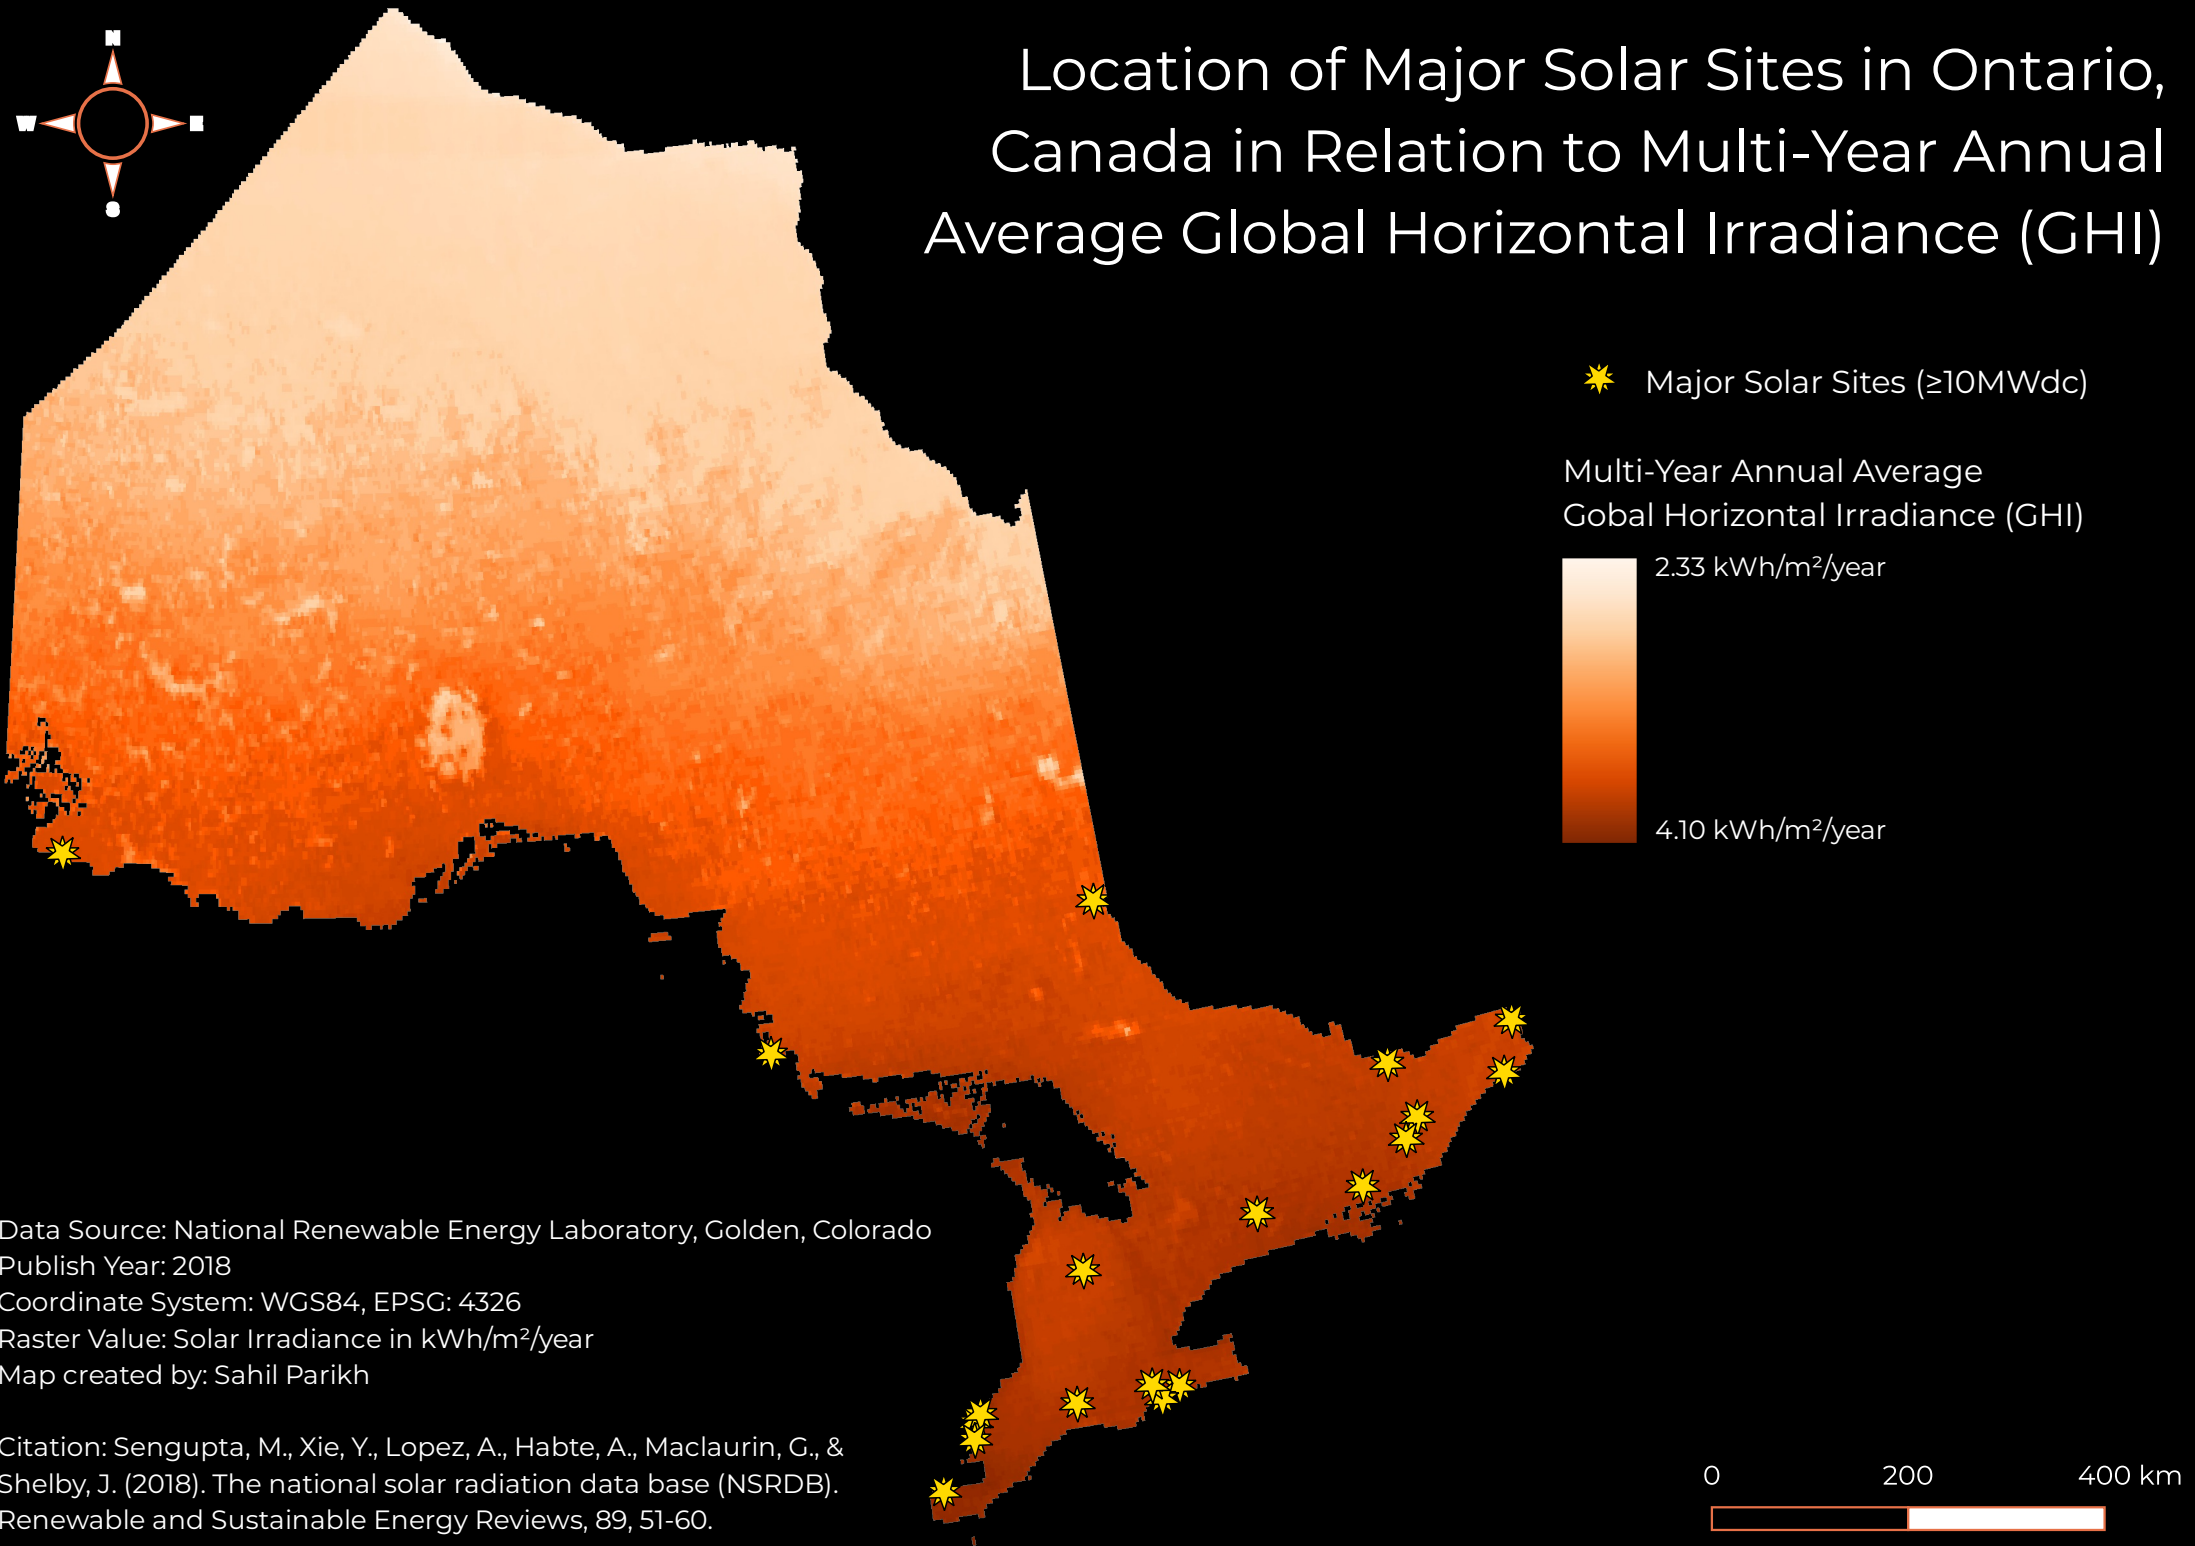 N
W
E
S
Location of Major Solar Sites in Ontario,
Canada in Relation to Multi-Year Annual
Average Global Horizontal Irradiance (GHI)
Major Solar Sites (≥10MWdc)
Multi-Year Annual Average
Gobal Horizontal Irradiance (GHI)
2.33 kWh/m²/year
4.10 kWh/m²/year
Data Source: National Renewable Energy Laboratory, Golden, Colorado
Publish Year: 2018
Coordinate System: WGS84, EPSG: 4326
Raster Value: Solar Irradiance in kWh/m²/year
Map created by: Sahil Parikh
Citation: Sengupta, M., Xie, Y., Lopez, A., Habte, A., Maclaurin, G., &
Shelby, J. (2018). The national solar radiation data base (NSRDB).
Renewable and Sustainable Energy Reviews, 89, 51-60.
0 200 400 km